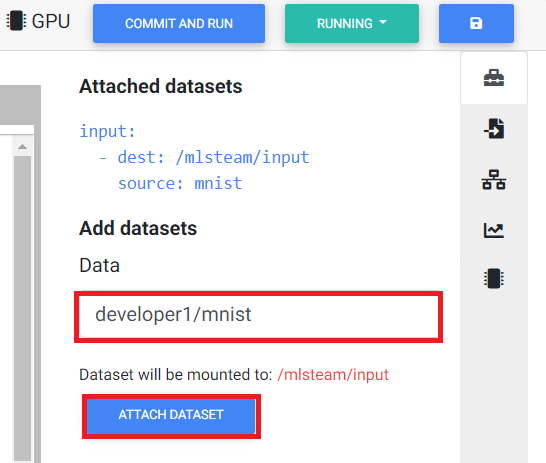 GPU
COMMIT AND RUN
RUNNING
Attached datasets
input:
- dest: /mlsteam/input
source: mnist
Add datasets
Data
developer1/mnist
Dataset will be mounted to: /mlsteam/input
ATTACH DATASET